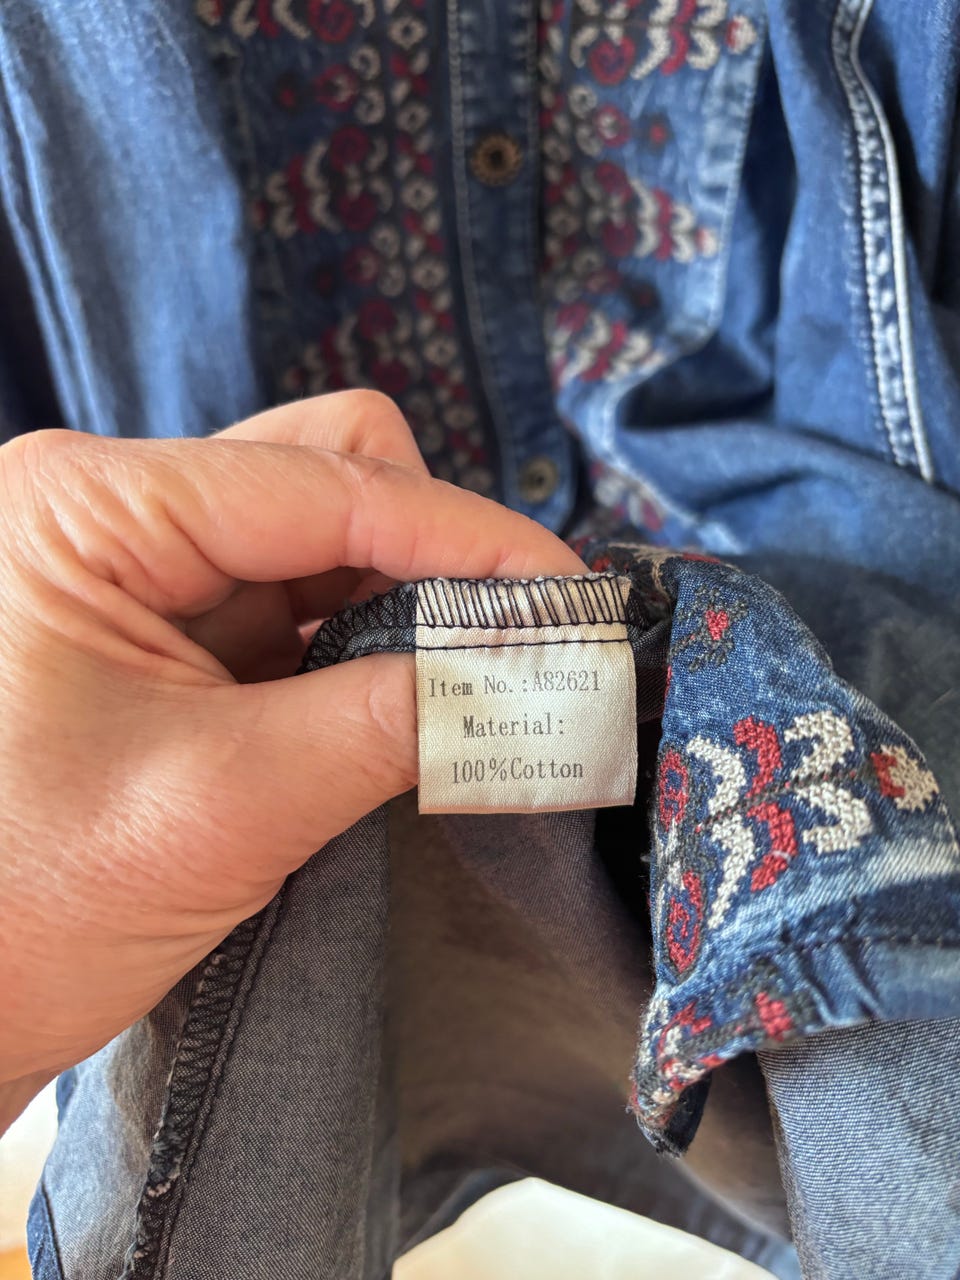 Item No.:A82621
Material:
100%Cotton